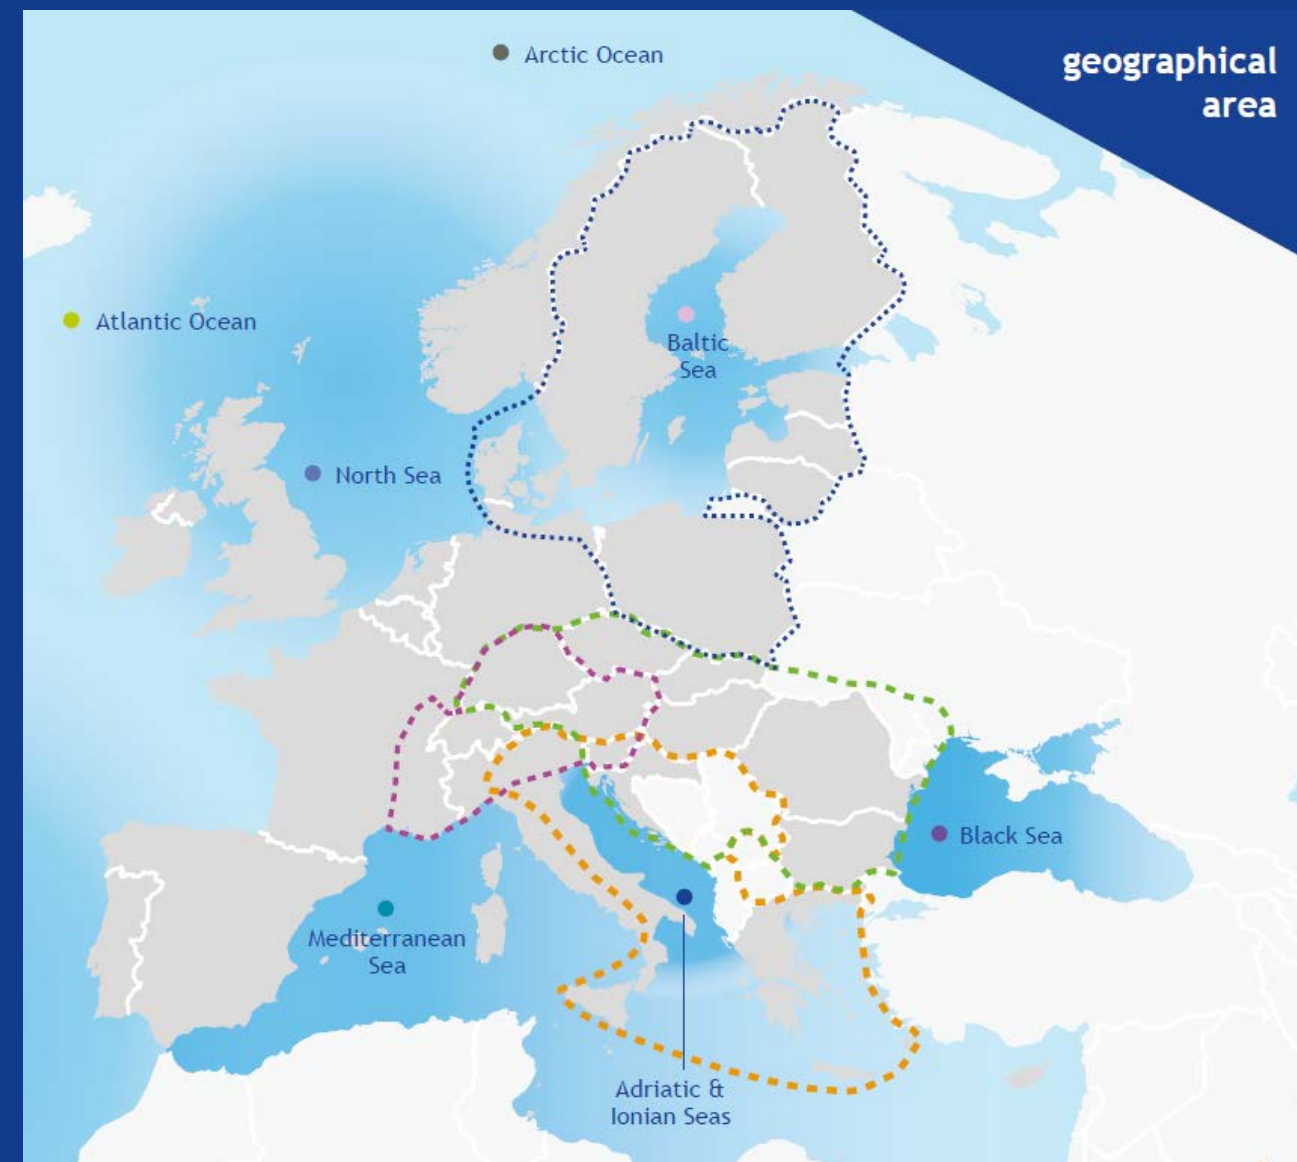 geographical
area
Arctic Ocean
Atlantic Ocean
Baltic
Sea
North Sea
Black Sea
Mediterranean
Sea
Adriatic &
Ionian Seas